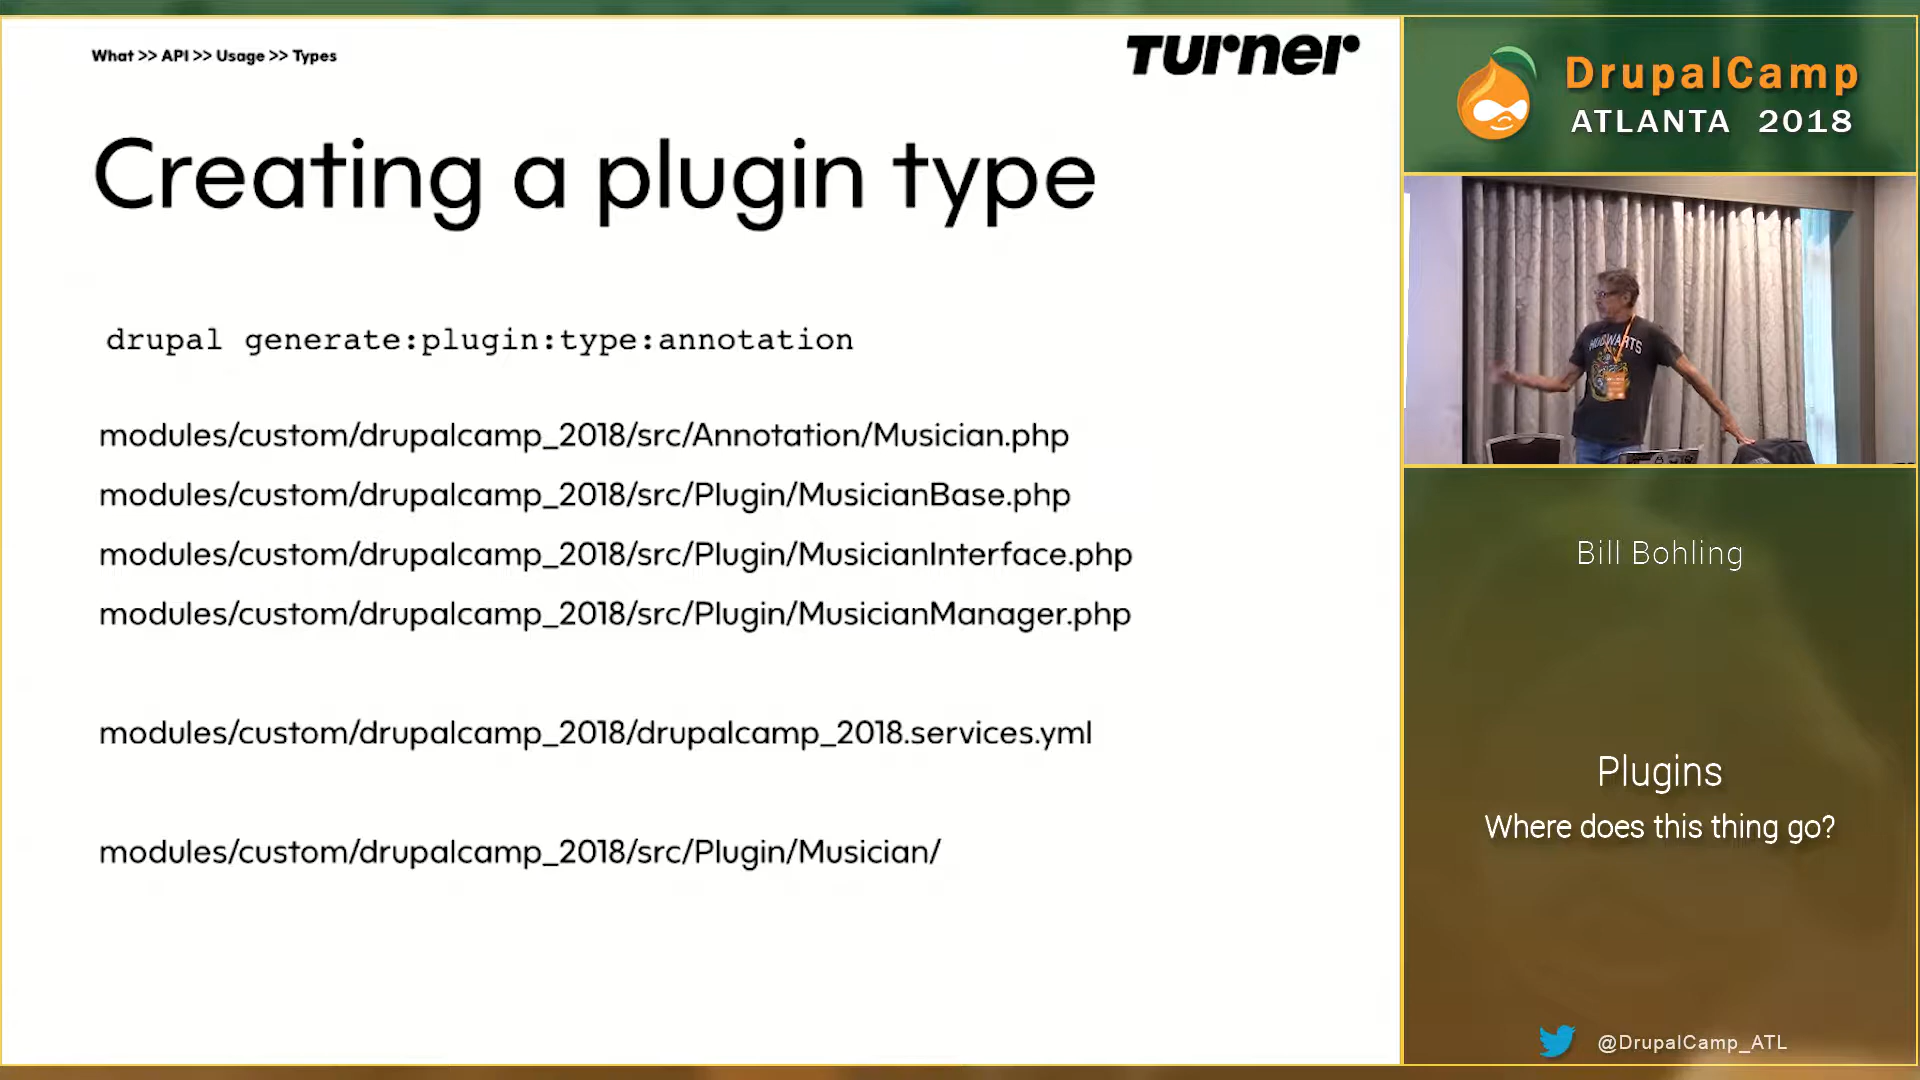 What >> API >> Usage >> Types
Turner
Creating a plugin type
drupal generate:plugin:type:annotation
modules/custom/drupalcamp_2018/src/Annotation/Musician.php
modules/custom/drupalcamp_2018/src/Plugin/MusicianBase.php
modules/custom/drupalcamp_2018/src/Plugin/MusicianInterface.php
modules/custom/drupalcamp_2018/src/Plugin/MusicianManager.php
modules/custom/drupalcamp_2018/drupalcamp_2018.services.yml
modules/custom/drupalcamp_2018/src/Plugin/Musician/
DrupalCamp
ATLANTA 2018
HOGWARTS
Bill Bohling
Plugins
Where does this thing go?
@DrupalCamp_ATL